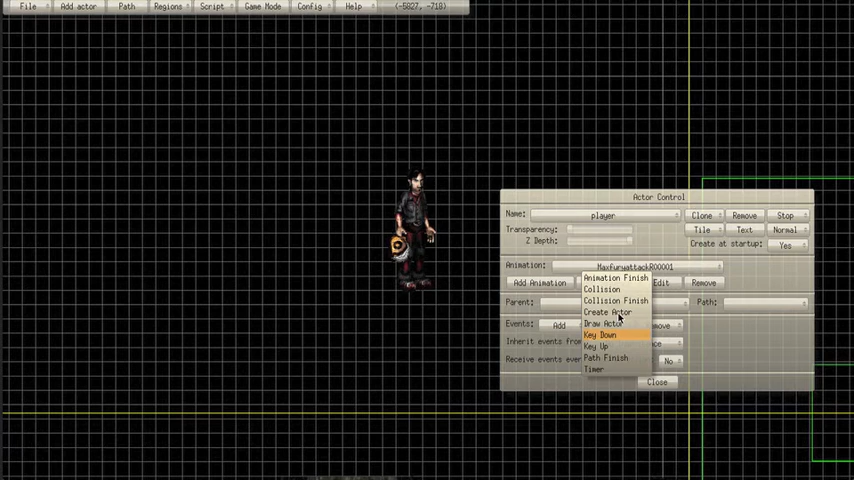 File Add actor Path Regions Script Game Mode Config Help (-5827, -718)
Actor Control
Name: player Clone Remove Stop
Transparency: Tile Text Normal
Z Depth: Create at startup: Yes
Animation: MaxfuryattackR00001
Add Animation Edit Remove
Animation Finish
Collision
Collision Finish
Parent: Path:
Create Actor
Draw Actor
Events: Add
Key Down
Inherit events from
Key Up
Path Finish
Receive events No
Timer
Close